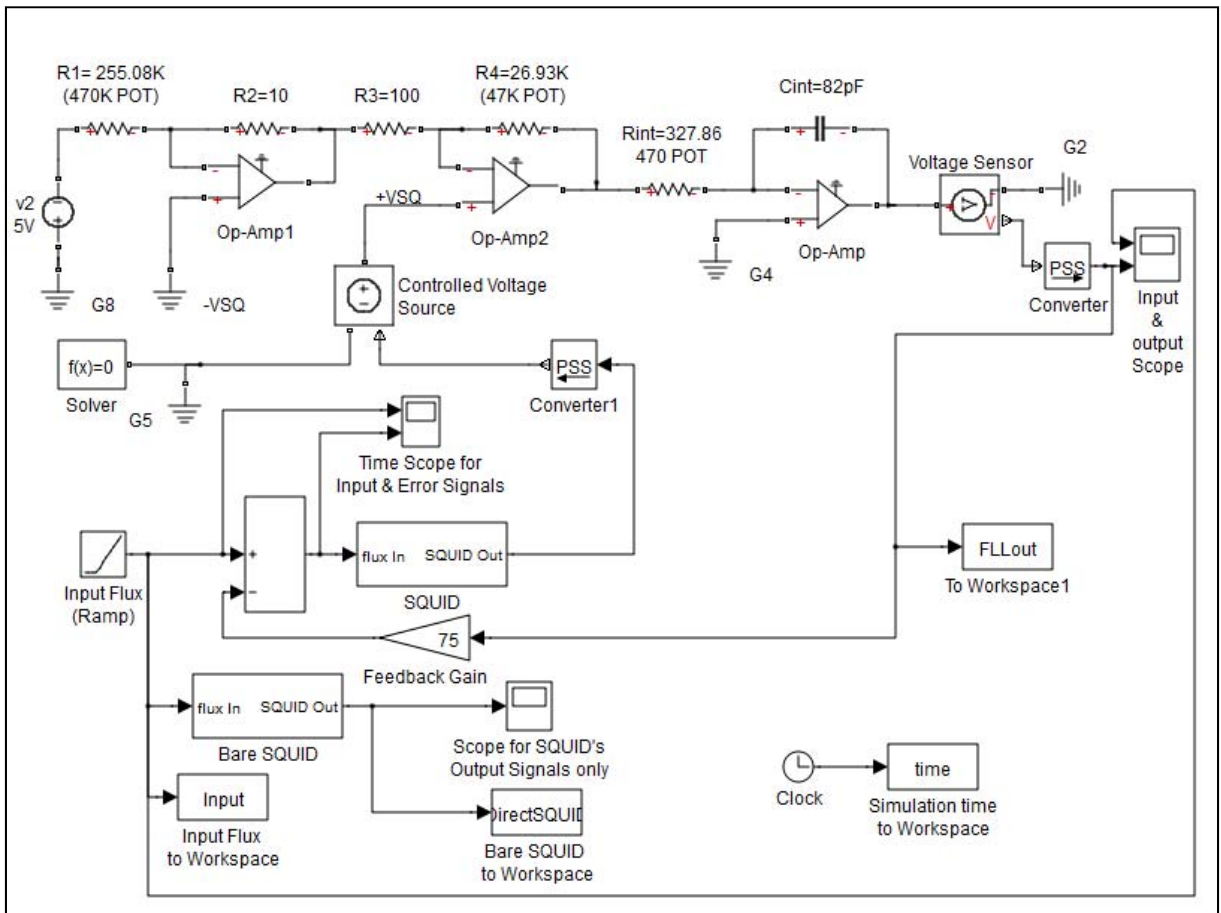 R1= 255.08K
(470K POT)
R2=10
R3=100
R4=26.93K
(47K POT)
Cint=82pF
Rint=327.86
470 POT
Voltage Sensor
G2
v2
5V
+VSQ
Op-Amp1
Op-Amp2
Op-Amp
V
V
G8
-VSQ
Controlled Voltage
Source
G4
PSS
Converter
Input
&
output
Scope
f(x)=0
Solver
G5
PSS
Converter1
Time Scope for
Input & Error Signals
Input Flux
(Ramp)
flux In
SQUID Out
SQUID
FLLout
To Workspace1
75
Feedback Gain
flux In
SQUID Out
Bare SQUID
Scope for SQUID's
Output Signals only
Input
Input Flux
to Workspace
DirectSQUID
Bare SQUID
to Workspace
Clock
time
Simulation time
to Workspace